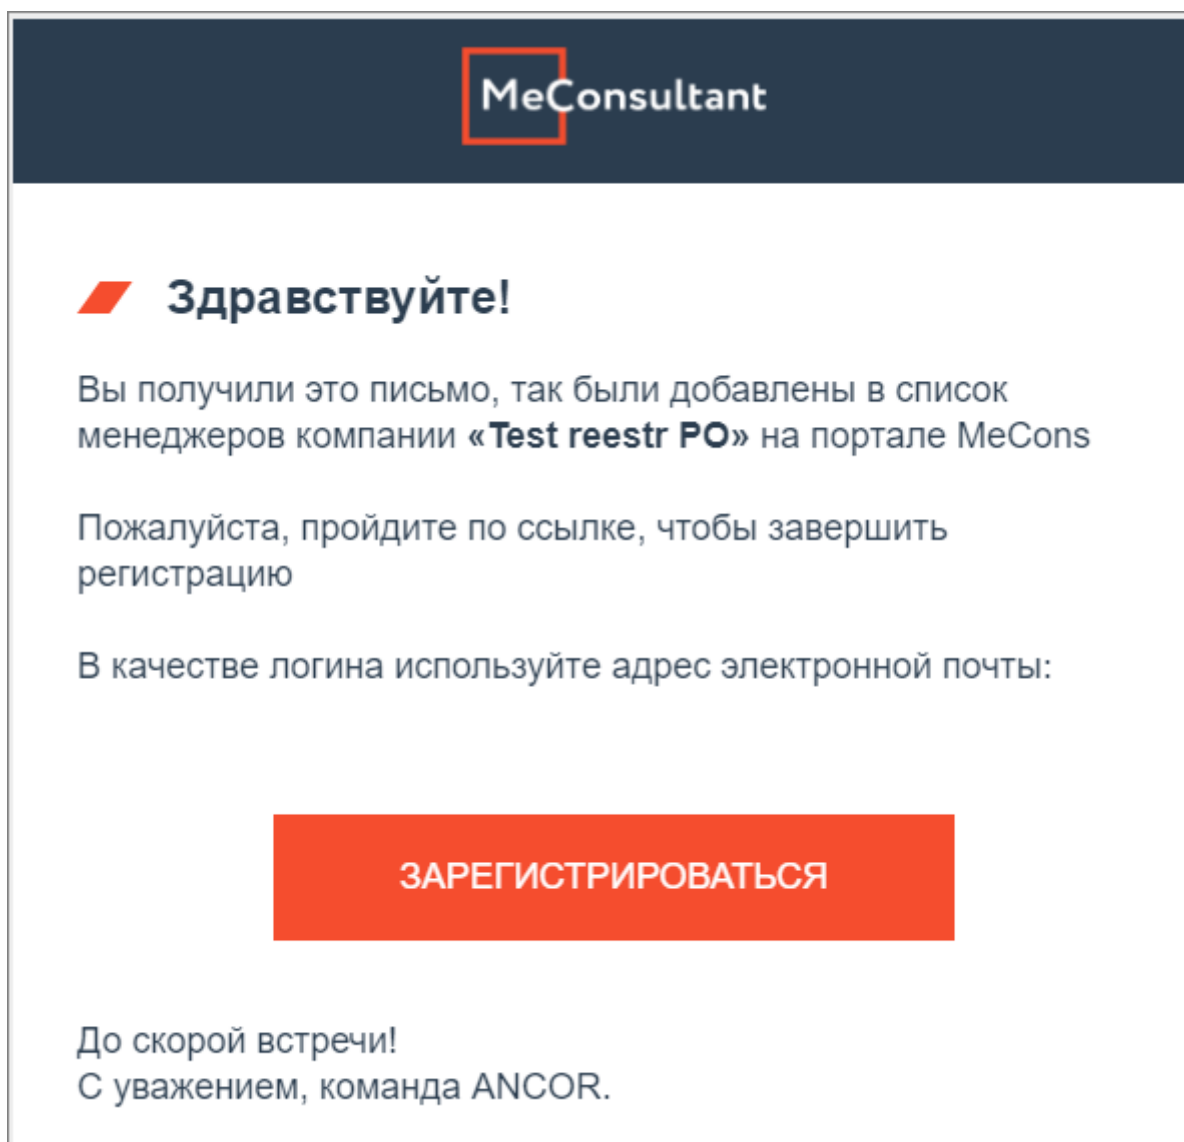 MeConsultant
Здравствуйте!
Вы получили это письмо, так были добавлены в список
менеджеров компании «Test reestr PO» на портале MeCons
Пожалуйста, пройдите по ссылке, чтобы завершить
регистрацию
В качестве логина используйте адрес электронной почты:
ЗАРЕГИСТРИРОВАТЬСЯ
До скорой встречи!
С уважением, команда ANCOR.